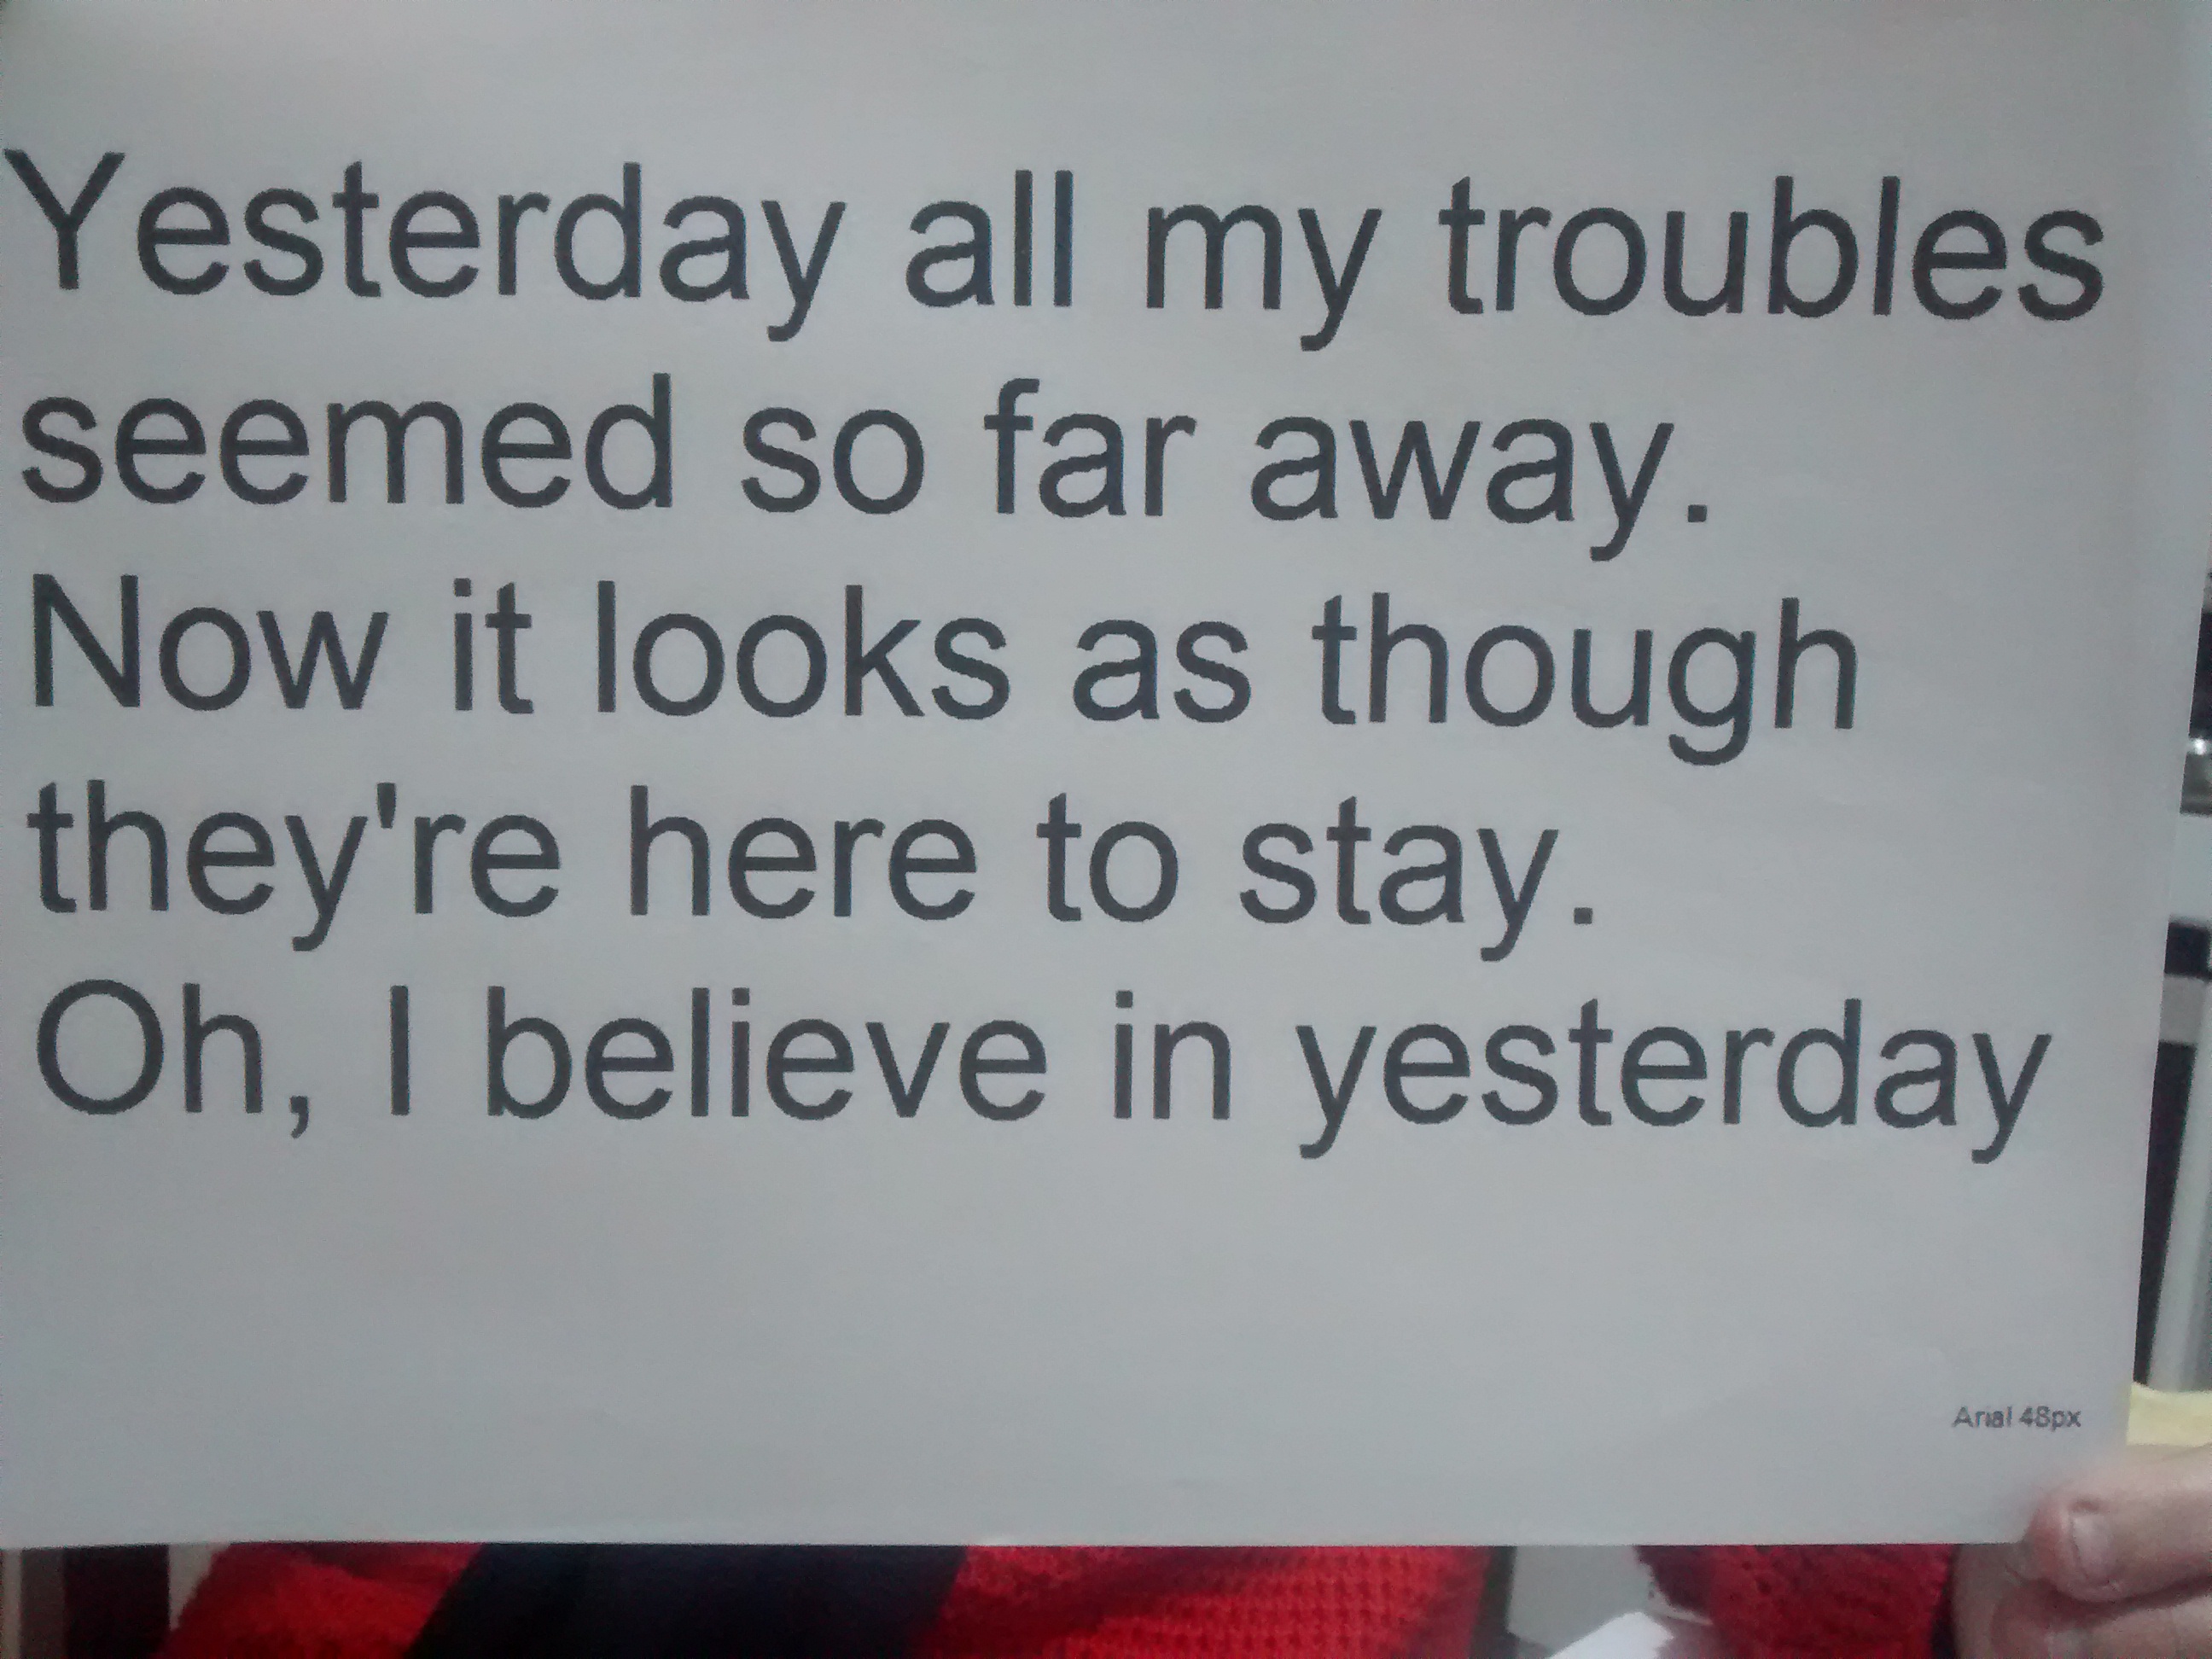 Yesterday all my troubles
seemed so far away.
Now it looks as though
they're here to stay.
Oh, I believe in yesterday
Arial 48px